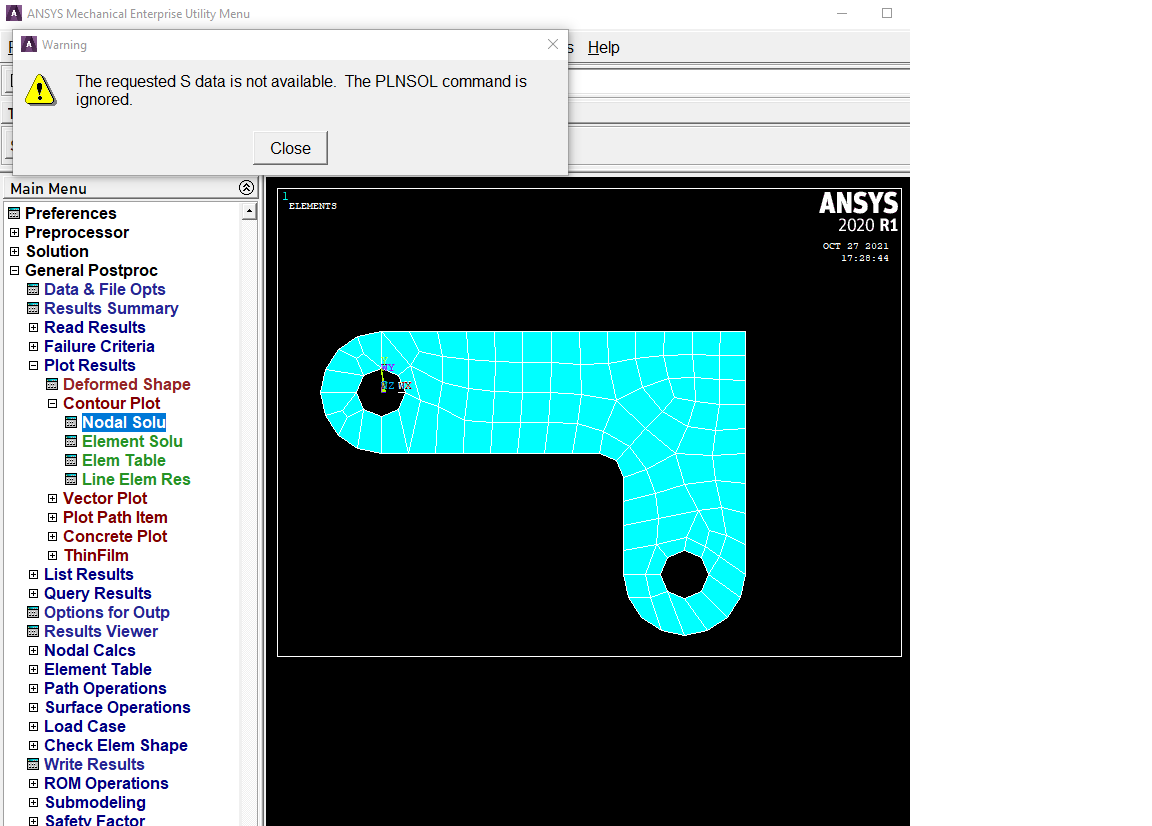 ANSYS Mechanical Enterprise Utility Menu
Warning
Help
The requested S data is not available.  The PLNSOL command is
ignored.
Close
Main Menu
Preferences
Preprocessor
Solution
General Postproc
Data & File Opts
Results Summary
Read Results
Failure Criteria
Plot Results
Deformed Shape
Contour Plot
Nodal Solu
Element Solu
Elem Table
Line Elem Res
Vector Plot
Plot Path Item
Concrete Plot
ThinFilm
List Results
Query Results
Options for Outp
Results Viewer
Nodal Calcs
Element Table
Path Operations
Surface Operations
Load Case
Check Elem Shape
Write Results
ROM Operations
Submodeling
Safety Factor
1
ELEMENTS
ANSYS
2020 R1
OCT 27 2021
17:28:44
WX